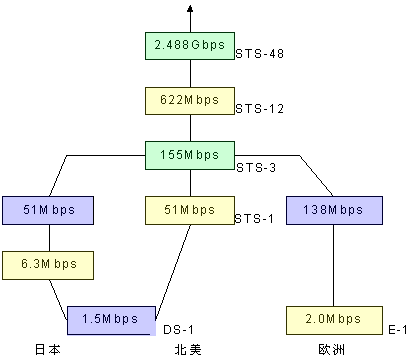 2.488Gbps
STS-48
622Mbps
STS-12
155Mbps
STS-3
51Mbps
51Mbps
STS-1
138Mbps
6.3Mbps
1.5Mbps
DS-1
2.0Mbps
E-1
日本
北美
欧洲